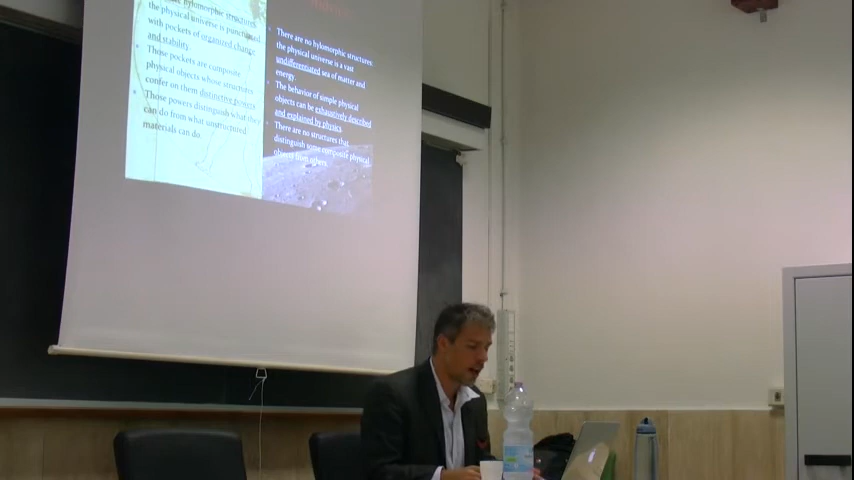 hylomorphic structures
the physical universe is punctuated
with pockets of organized change
and stability.
Those pockets are composite
physical objects whose structures
confer on them distinctive powers
Those powers distinguish what they
can do from what unstructured
materials can do.
There are no hylomorphic structures
the physical universe is a vast
undifferentiated sea of matter and
energy.
The behavior of simple physical
objects can be exhaustively described
and explained by physics.
There are no structures that
distinguish some composite physical
objects from others.